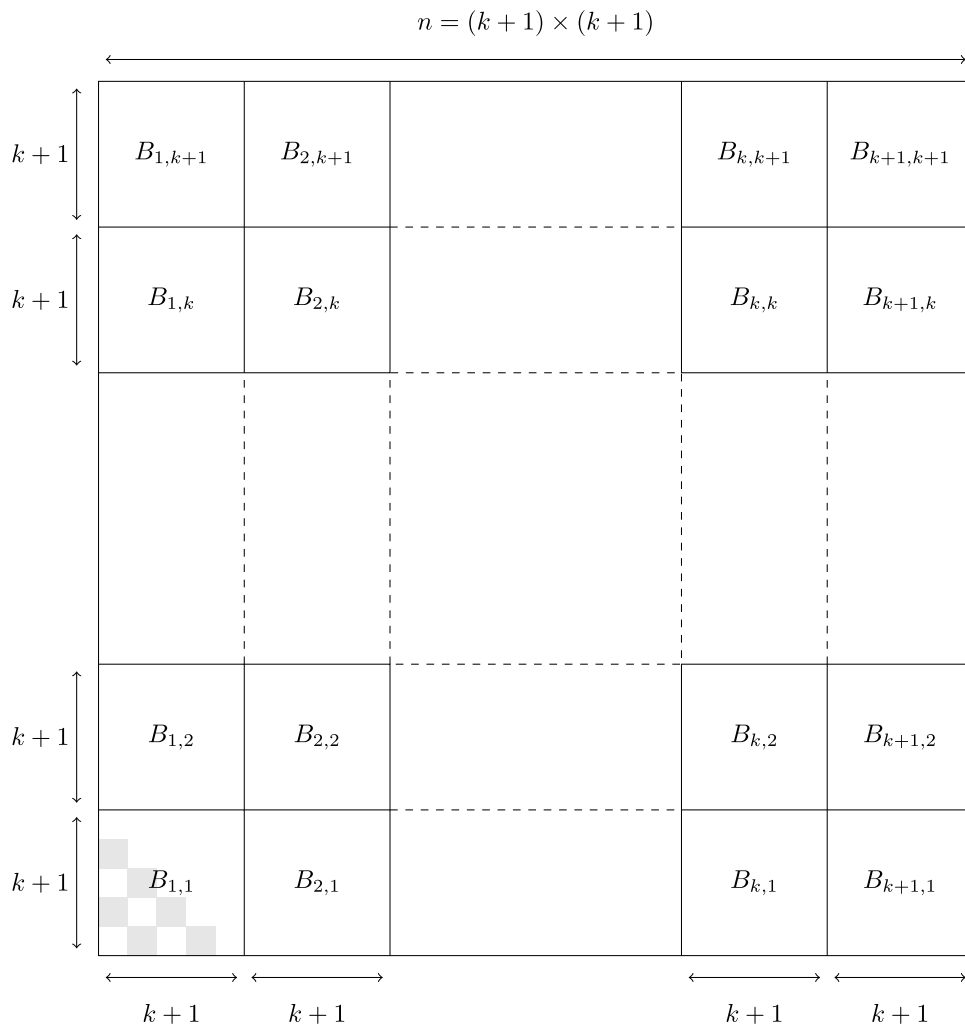 n = (k + 1) × (k + 1)
k + 1 B_{1,k+1} B_{2,k+1} B_{k,k+1} B_{k+1,k+1}
k + 1 B_{1,k} B_{2,k} B_{k,k} B_{k+1,k}
k + 1 B_{1,2} B_{2,2} B_{k,2} B_{k+1,2}
k + 1 B_{1,1} B_{2,1} B_{k,1} B_{k+1,1}
k + 1 k + 1 k + 1 k + 1